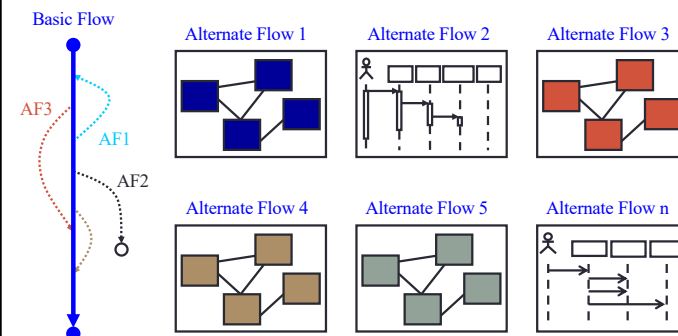 Basic Flow
Alternate Flow 1
Alternate Flow 2
Alternate Flow 3
AF3
AF1
AF2
Alternate Flow 4
Alternate Flow 5
Alternate Flow n